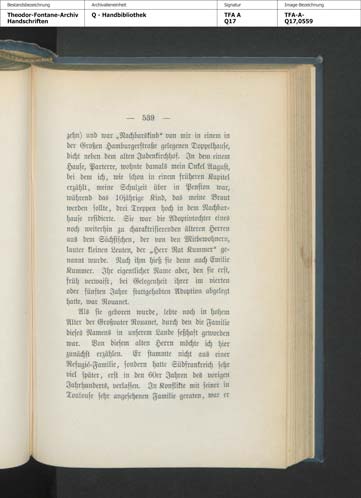 Bestandsbezeichnung Archivalieneinheit Signatur Image-Bezeichnung
Theodor-Fontane-Archiv Q - Handbibliothek TFA A TFA-A-
Handschriften Q17 Q17,0559
— 539 —
zehn) und war „Nachbarskind“ von mir in einem in
der Großen Hamburgerstraße gelegenen Doppelhause,
dicht neben dem alten Judenkirchhof. In dem einem
Hause, Parterre, wohnte damals mein Onkel August,
bei dem ich, wie schon in einem früheren Kapitel
erzählt, meine Schulzeit über in Pension war,
während das 10jährige Kind, das meine Braut
werden sollte, drei Treppen hoch in dem Nachbar-
hause residirte. Sie war die Adoptivtochter eines
noch weiterhin zu charakterisirenden älteren Herren
aus dem Sächsischen, der von den Mitbewohnern,
lauter kleinen Leuten, der „Herr Rat Kummer“ ge-
nannt wurde. Nach ihm hieß sie denn auch Emilie
Kummer. Ihr eigentlicher Name aber, den sie erst,
früh verwaist, bei Gelegenheit ihrer im vierten
oder fünften Jahre stattgehabten Adoption abgelegt
hatte, war Rouanet.
Als sie geboren wurde, lebte noch in hohem
Alter der Großvater Rouanet, durch den die Familie
dieses Namens in unserem Lande seßhaft geworden
war. Von diesem alten Herrn möchte ich hier
zunächst erzählen. Er stammte nicht aus einer
Refugié-Familie, sondern hatte Südfrankreich sehr
viel später, erst in den 60er Jahren des vorigen
Jahrhunderts, verlassen. In Konflikte mit seiner in
Toulouse sehr angesehenen Familie geraten, war er